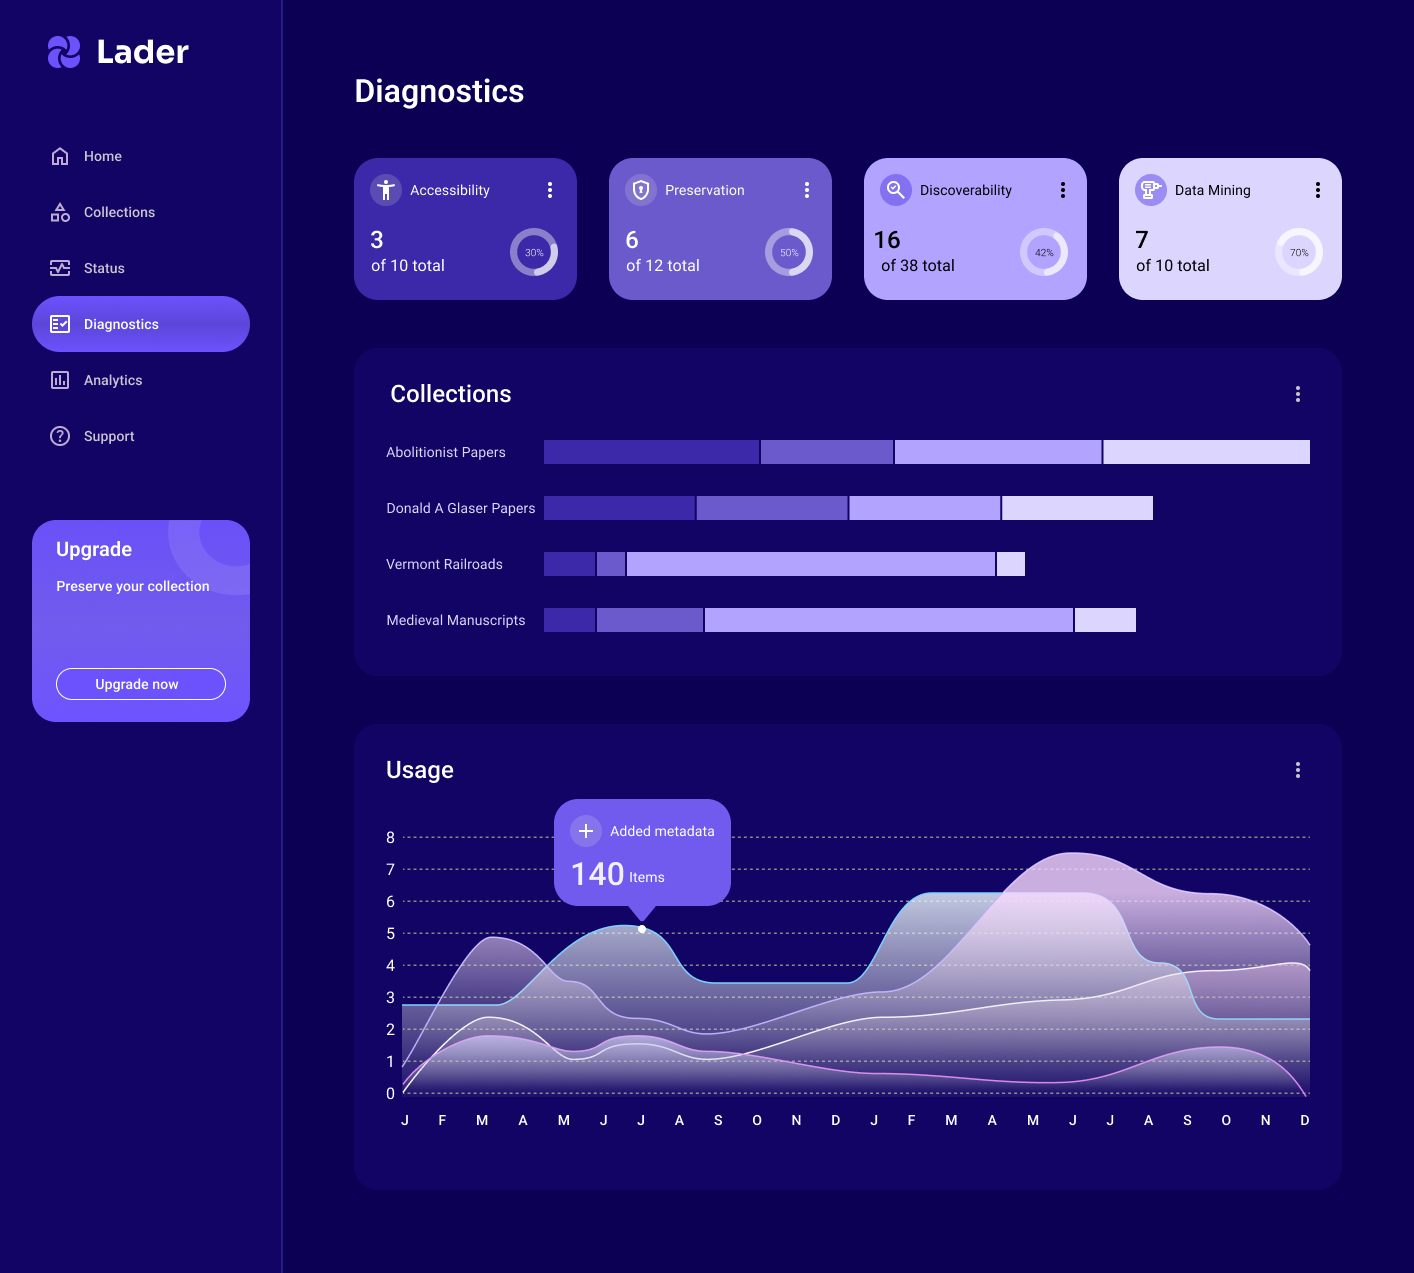 Lader
Home
Collections
Status
Diagnostics
Analytics
Support
Upgrade
Preserve your collection
Upgrade now
Diagnostics
Accessibility
3
of 10 total
30%
Preservation
6
of 12 total
50%
Discoverability
16
of 38 total
42%
Data Mining
7
of 10 total
70%
Collections
Abolitionist Papers
Donald A Glaser Papers
Vermont Railroads
Medieval Manuscripts
Usage
Added metadata
140 Items
8
7
6
5
4
3
2
1
0
J F M A M J J A S O N D J F M A M J J A S O N D